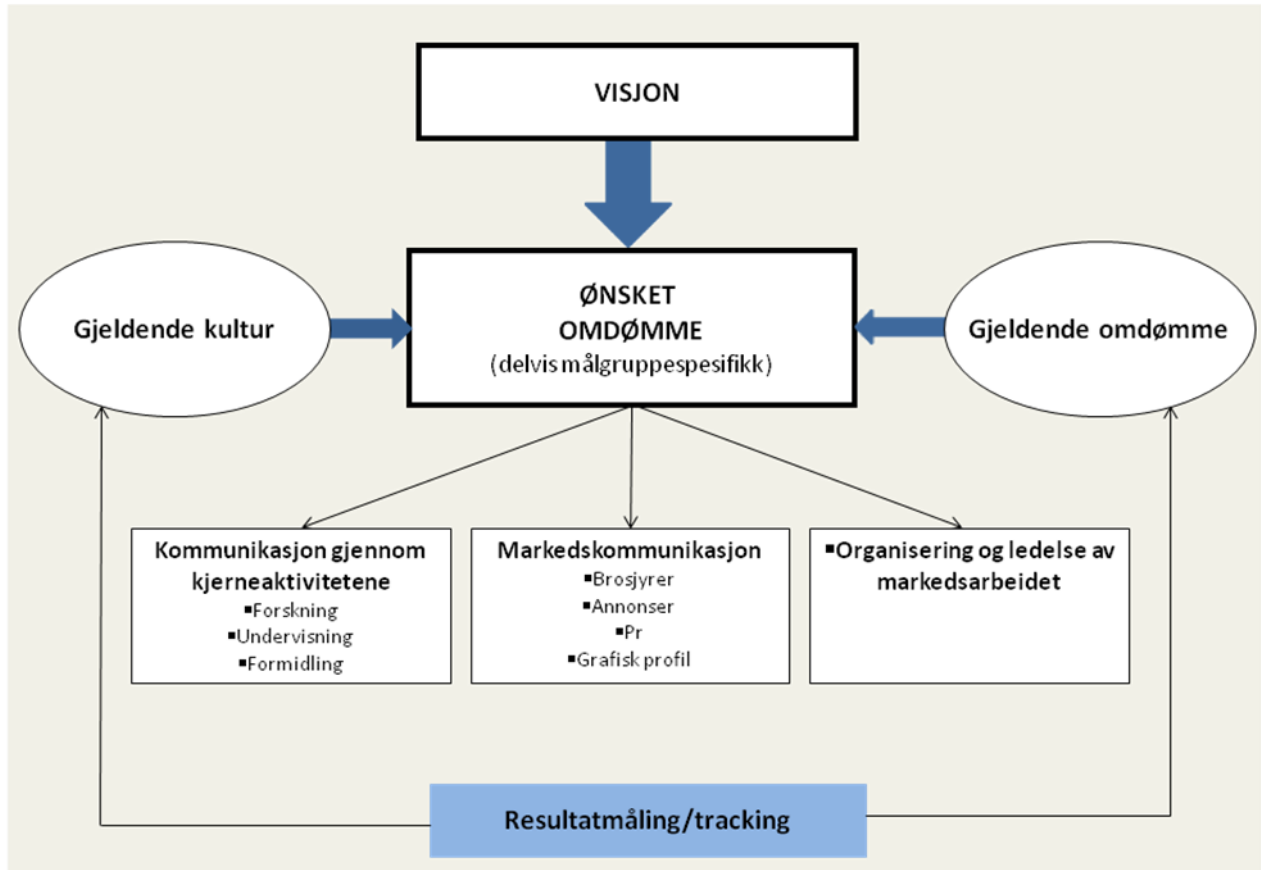 VISJON
ØNSKET
OMDØMME
(delvis målgruppespesifikk)
Gjeldende kultur
Gjeldende omdømme
Kommunikasjon gjennom
kjerneaktivitetene
▪Forskning
▪Undervisning
▪Formidling
Markedskommunikasjon
▪Brosjyrer
▪Annonser
▪Pr
▪Grafisk profil
▪Organisering og ledelse av
markedsarbeidet
Resultatmåling/tracking